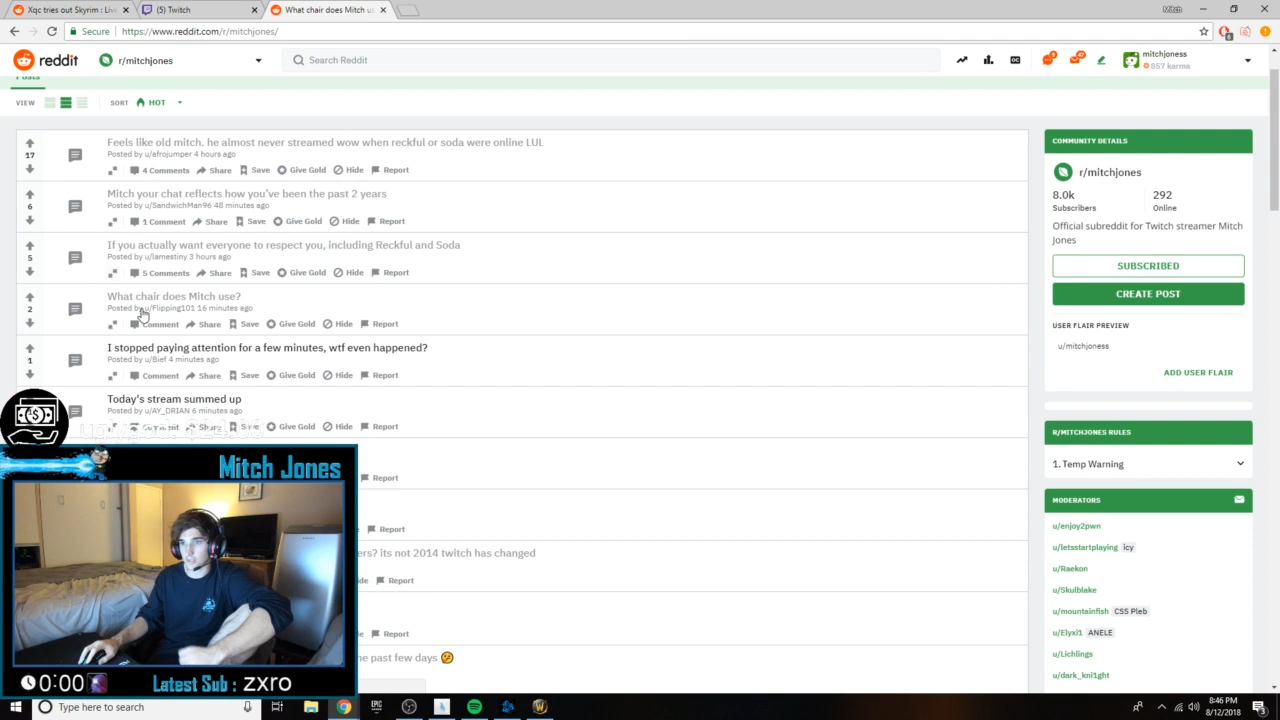 Xqc tries out Skyrim : Live
(5) Twitch
What chair does Mitch us
Mitch
Secure
https://www.reddit.com/r/mitchjones/
reddit
r/mitchjones
Search Reddit
mitchjoness
857 karma
Posts
VIEW
SORT
HOT
17
Feels like old mitch. he almost never streamed wow when reckful or soda were online LUL
Posted by u/afrojumper 4 hours ago
4 Comments Share Save Give Gold Hide Report
6
Mitch your chat reflects how you've been the past 2 years
Posted by u/SandwichMan96 48 minutes ago
1 Comment Share Save Give Gold Hide Report
5
If you actually want everyone to respect you, including Reckful and Soda
Posted by u/lamestiny 3 hours ago
5 Comments Share Save Give Gold Hide Report
2
What chair does Mitch use?
Posted by u/Flipping101 16 minutes ago
Comment Share Save Give Gold Hide Report
1
I stopped paying attention for a few minutes, wtf even happened?
Posted by u/Bief 4 minutes ago
Comment Share Save Give Gold Hide Report
Today's stream summed up
Posted by u/AY_DRIAN 6 minutes ago
Share Save Give Gold Hide Report
Report
Report
ers? its not 2014 twitch has changed
ide Report
Report
ne past few days
COMMUNITY DETAILS
r/mitchjones
8.0k 292
Subscribers Online
Official subreddit for Twitch streamer Mitch
Jones
SUBSCRIBED
CREATE POST
USER FLAIR PREVIEW
u/mitchjoness
ADD USER FLAIR
R/MITCHJONES RULES
1. Temp Warning
MODERATORS
u/enjoy2pwn
u/letsstartplaying icy
u/Raekon
u/Skulblake
u/mountainfish CSS Pleb
u/Elyxi1 ANELE
u/Lichlings
u/dark_kni1ght
Mitch Jones
0:00
Latest Sub : zxro
Type here to search
8:46 PM
8/12/2018